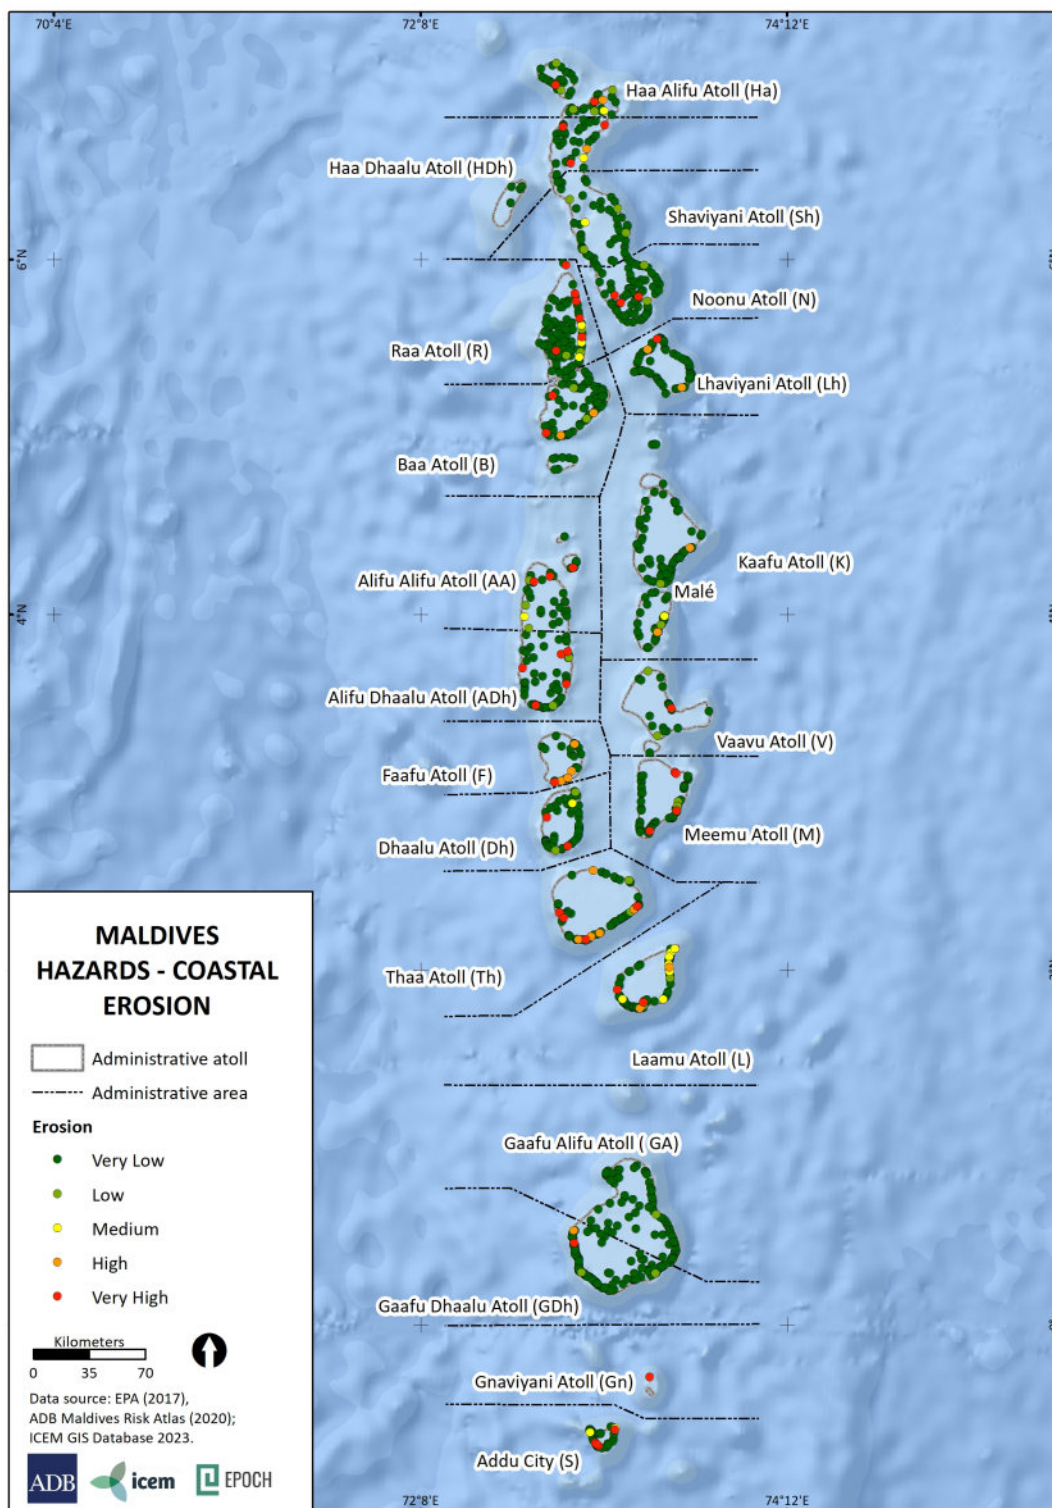 70°4'E
72°8'E
74°12'E
Haa Alifu Atoll (Ha)
Haa Dhaalu Atoll (HDh)
Shaviyani Atoll (Sh)
6°N
Noonu Atoll (N)
Raa Atoll (R)
Lhaviyani Atoll (Lh)
Baa Atoll (B)
Kaafu Atoll (K)
Alifu Alifu Atoll (AA)
Malé
4°N
Alifu Dhaalu Atoll (ADh)
Vaavu Atoll (V)
Faafu Atoll (F)
Meemu Atoll (M)
Dhaalu Atoll (Dh)
Thaa Atoll (Th)
Laamu Atoll (L)
Gaafu Alifu Atoll ( GA)
Gaafu Dhaalu Atoll (GDh)
Gnaviyani Atoll (Gn)
Addu City (S)
MALDIVES
HAZARDS - COASTAL
EROSION
Administrative atoll
Administrative area
Erosion
Very Low
Low
Medium
High
Very High
Kilometers
0 35 70
Data source: EPA (2017),
ADB Maldives Risk Atlas (2020);
ICEM GIS Database 2023.
ADB
icem
EPOCH
72°8'E
74°12'E